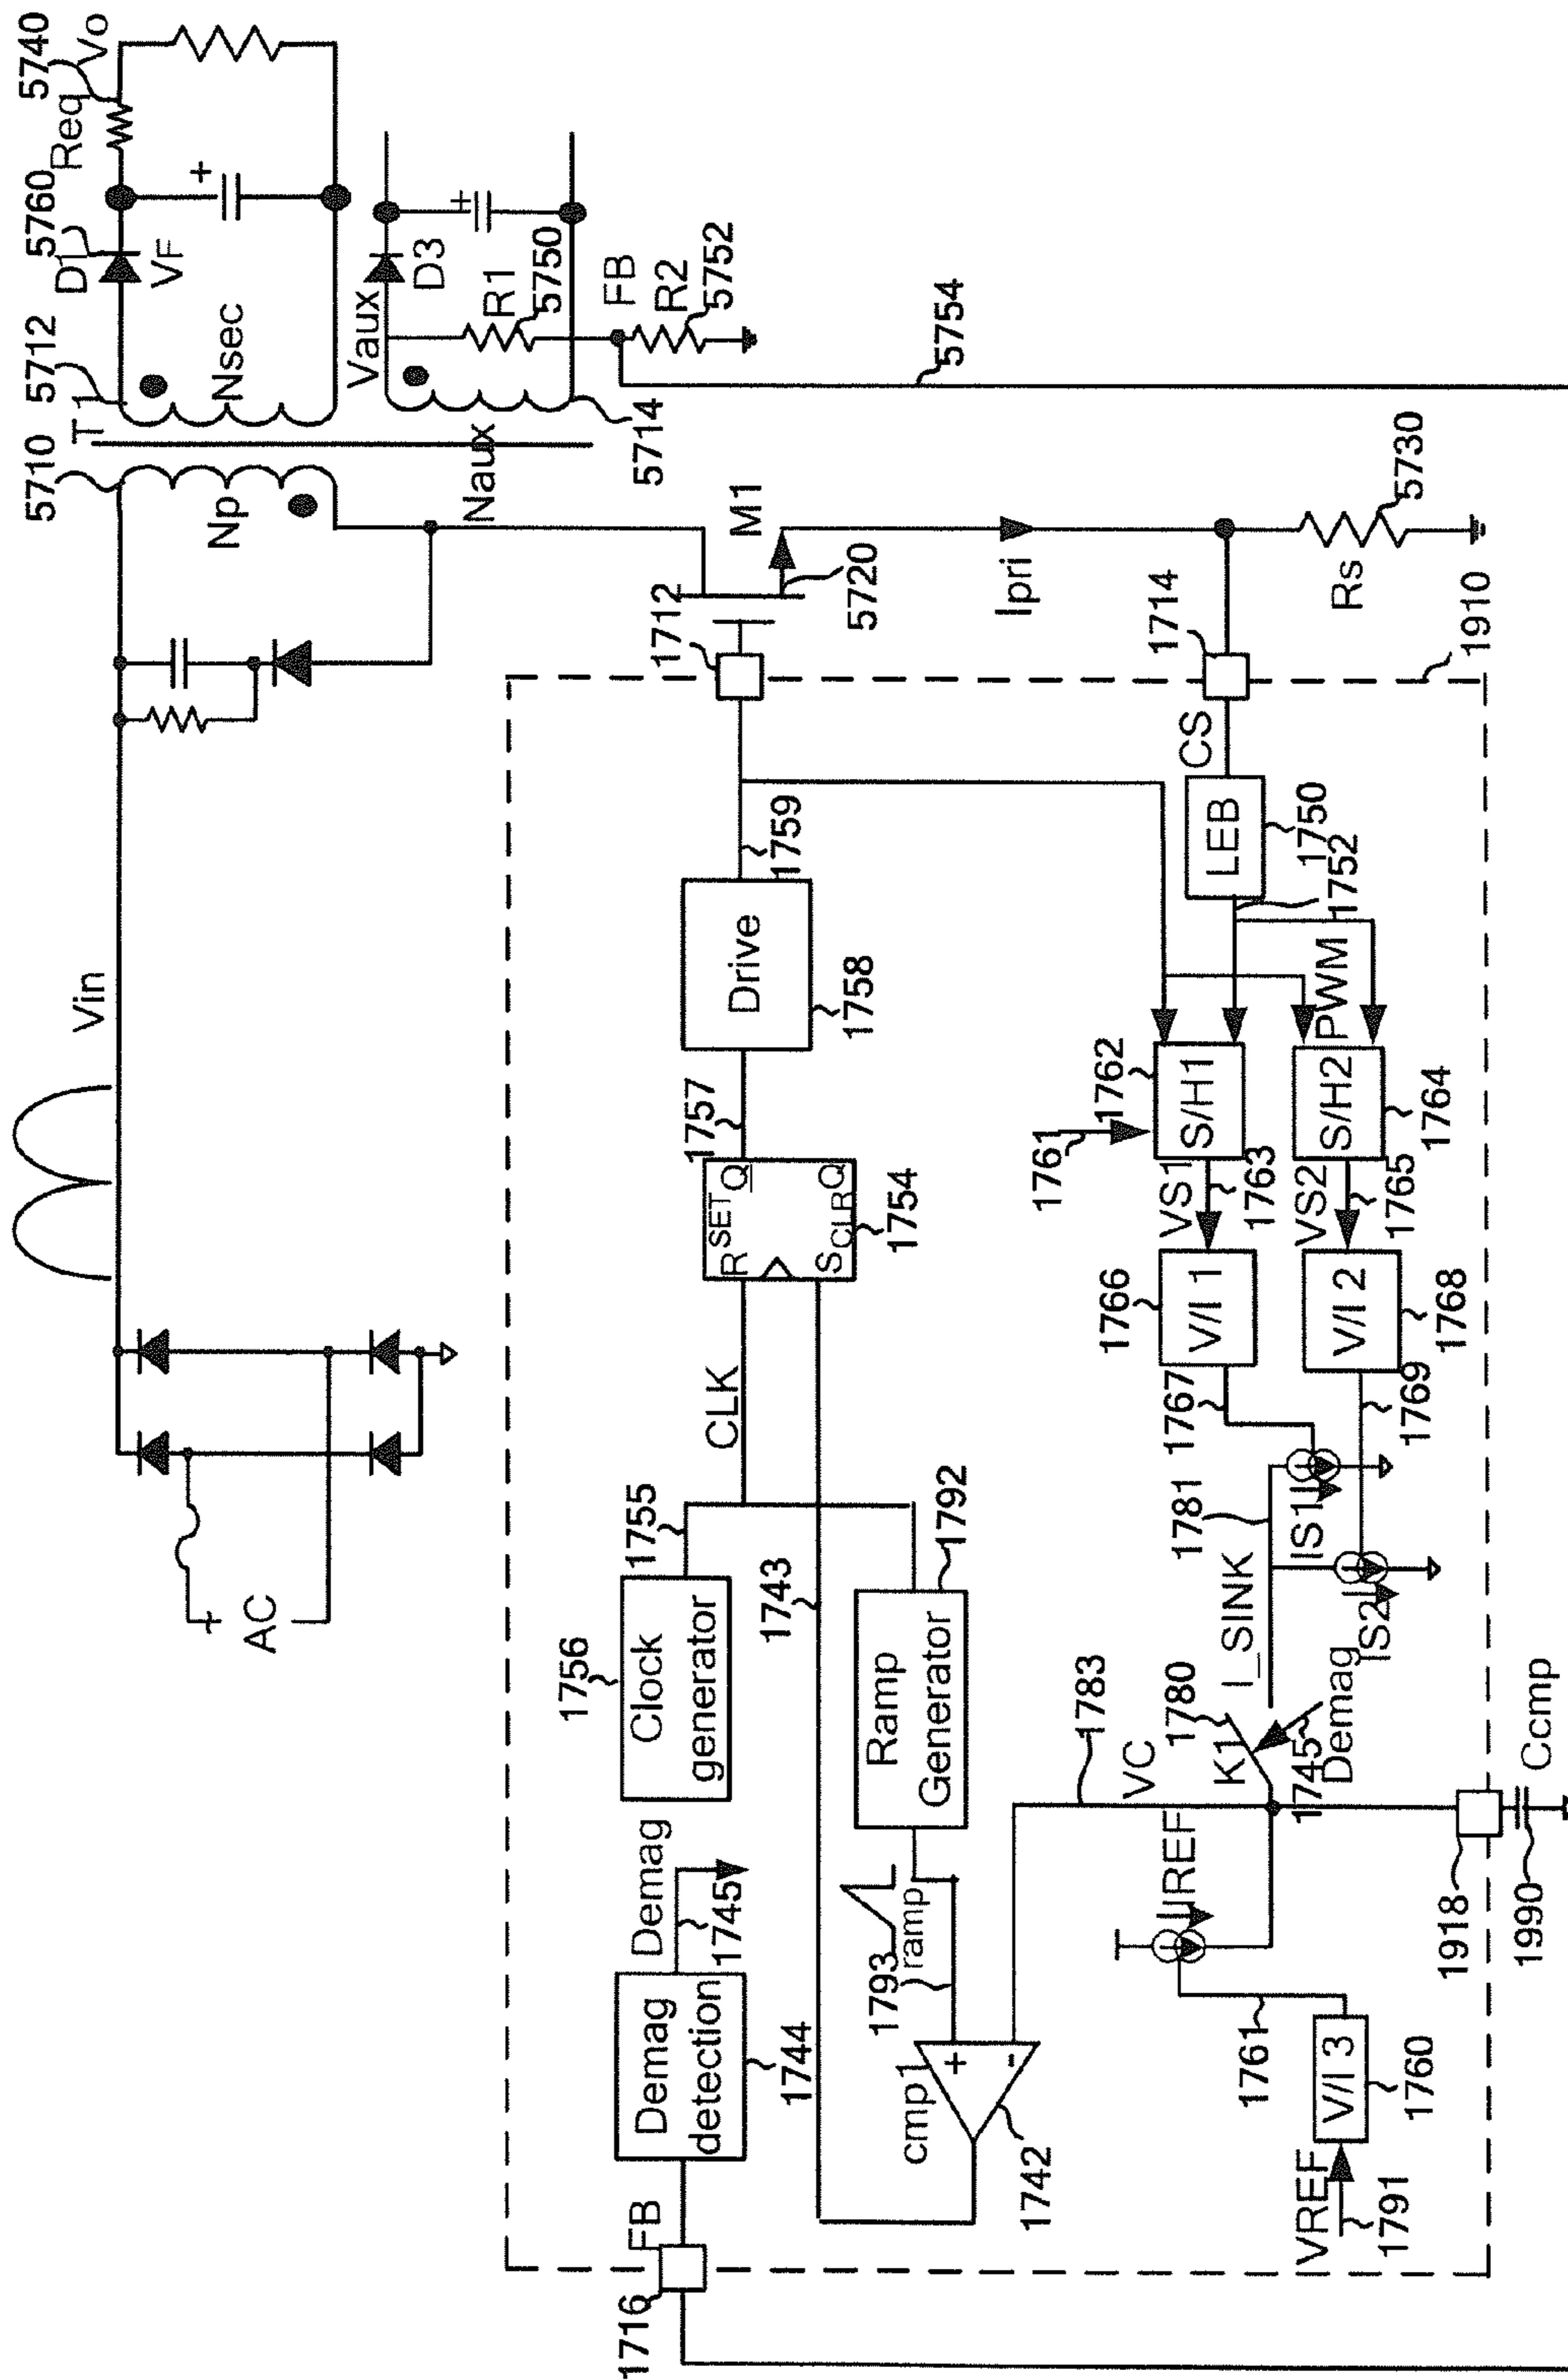 5710
T1
5712
D1
5760
Req
5740
Vo
VF
Nsec
Np
Vaux
D3
R1
5750
FB
R2
5752
5754
Naux
5714
Vin
AC
M1
5720
Ipri
Rs
5730
1712
1714
1910
CS
LEB
1750
1752
PWM
1759
Drive
1758
1757
R SET Q
S CLR Q
1754
CLK
1755
1756
Clock
generator
1743
1792
Ramp
Generator
1793
ramp
Demag
1745
Demag
detection
1744
FB
1716
cmp1
+
-
1742
1761
1762
S/H1
S/H2
1764
VS1
1763
VS2
1765
1766
V/I 1
V/I 2
1768
1767
1769
1781
IS1
I_SINK
IS2
1780
K1
1745
Demag
1783
VC
IREF
1761
V/I 3
1760
VREF
1791
1918
1990
Ccmp